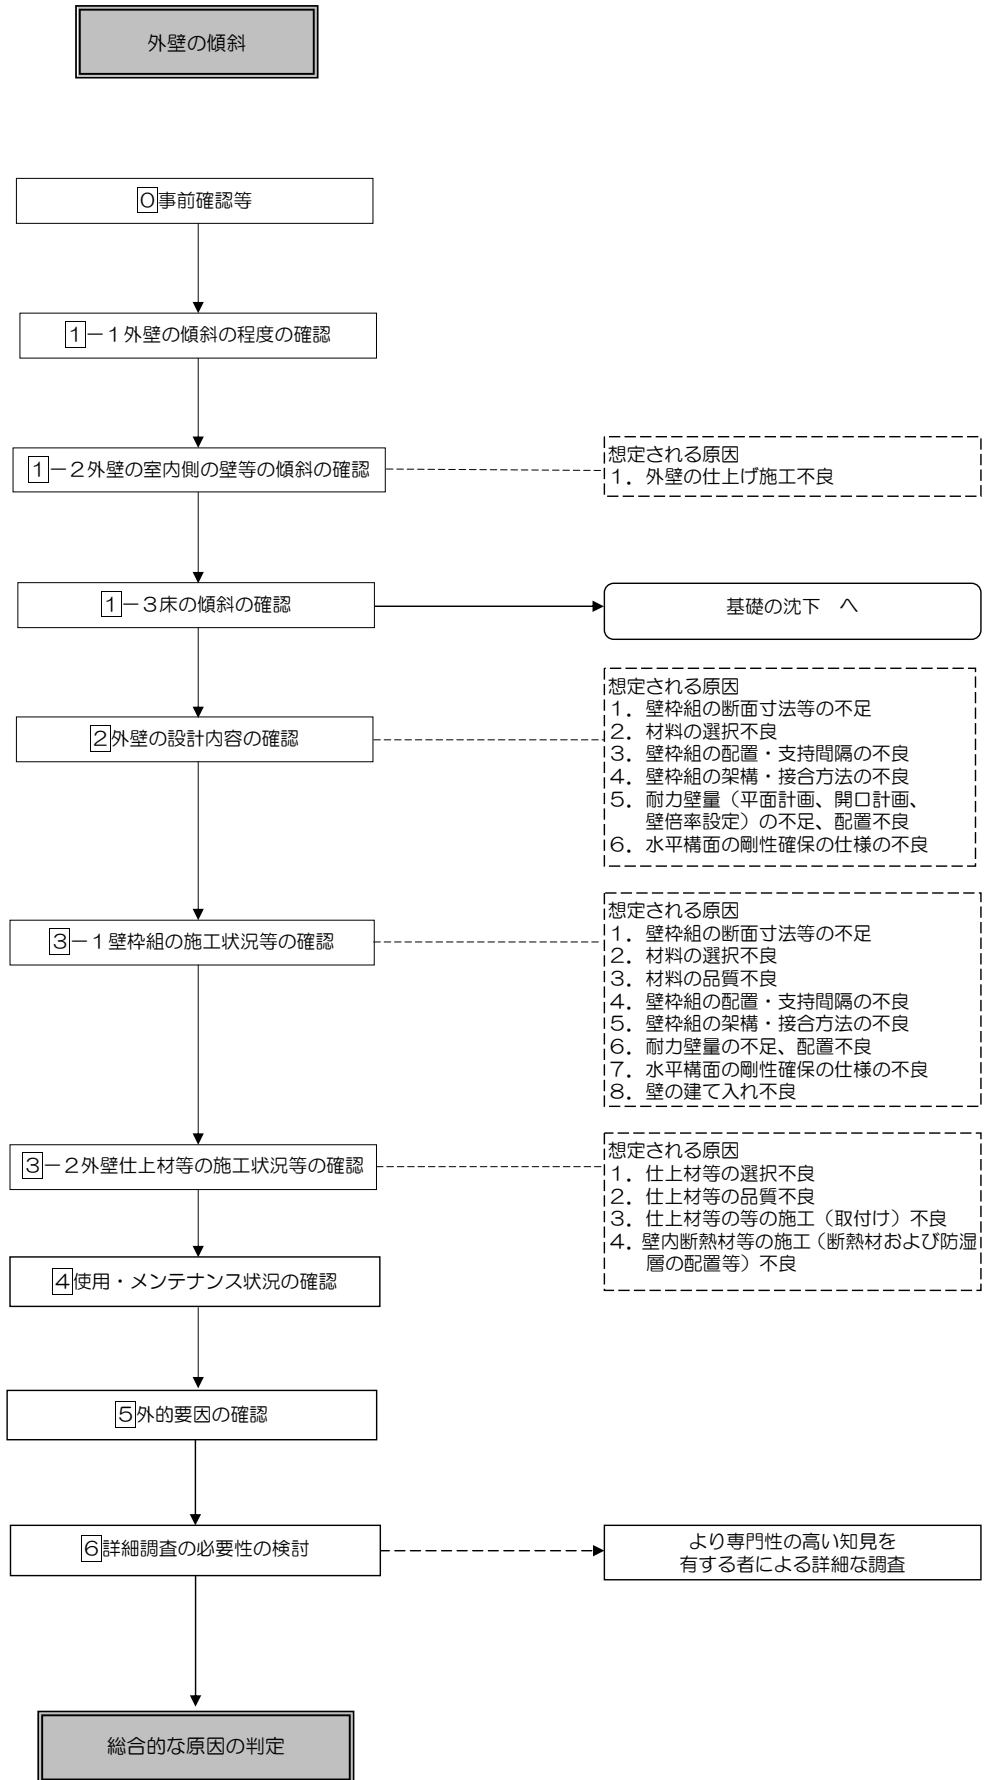 外壁の傾斜
０事前確認等
１－１外壁の傾斜の程度の確認
１－２外壁の室内側の壁等の傾斜の確認
想定される原因
１．外壁の仕上げ施工不良
１－３床の傾斜の確認
基礎の沈下　へ
２外壁の設計内容の確認
想定される原因
１．壁枠組の断面寸法等の不足
２．材料の選択不良
３．壁枠組の配置・支持間隔の不良
４．壁枠組の架構・接合方法の不良
５．耐力壁量（平面計画、開口計画、
壁倍率設定）の不足、配置不良
６．水平構面の剛性確保の仕様の不良
３－１壁枠組の施工状況等の確認
想定される原因
１．壁枠組の断面寸法等の不足
２．材料の選択不良
３．材料の品質不良
４．壁枠組の配置・支持間隔の不良
５．壁枠組の架構・接合方法の不良
６．耐力壁量の不足、配置不良
７．水平構面の剛性確保の仕様の不良
８．壁の建て入れ不良
３－２外壁仕上材等の施工状況等の確認
想定される原因
１．仕上材等の選択不良
２．仕上材等の品質不良
３．仕上材等の等の施工（取付け）不良
４．壁内断熱材等の施工（断熱材および防湿
層の配置等）不良
４使用・メンテナンス状況の確認
５外的要因の確認
６詳細調査の必要性の検討
より専門性の高い知見を
有する者による詳細な調査
総合的な原因の判定